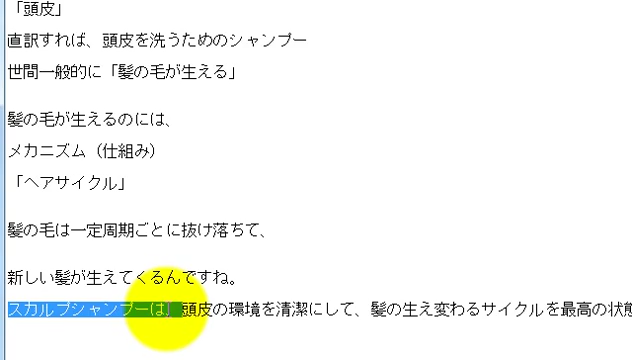 「頭皮」
直訳すれば、頭皮を洗うためのシャンプー
世間一般的に「髪の毛が生える」
髪の毛が生えるのには、
メカニズム（仕組み）
「ヘアサイクル」
髪の毛は一定周期ごとに抜け落ちて、
新しい髪が生えてくるんですね。
スカルプシャンプーは、頭皮の環境を清潔にして、髪の生え変わるサイクルを最高の状態